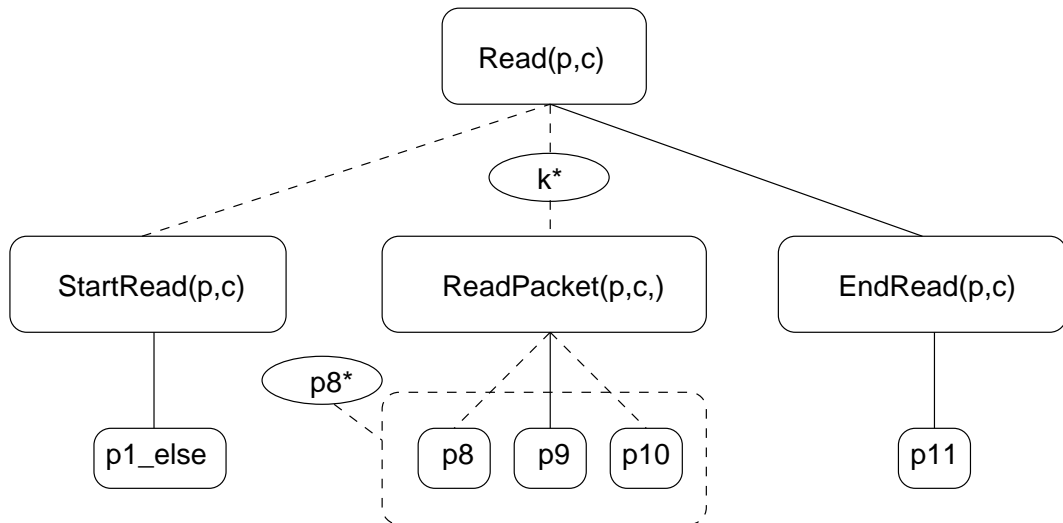 Read(p,c)
k*
StartRead(p,c)
ReadPacket(p,c,)
EndRead(p,c)
p8*
p1_else
p8
p9
p10
p11